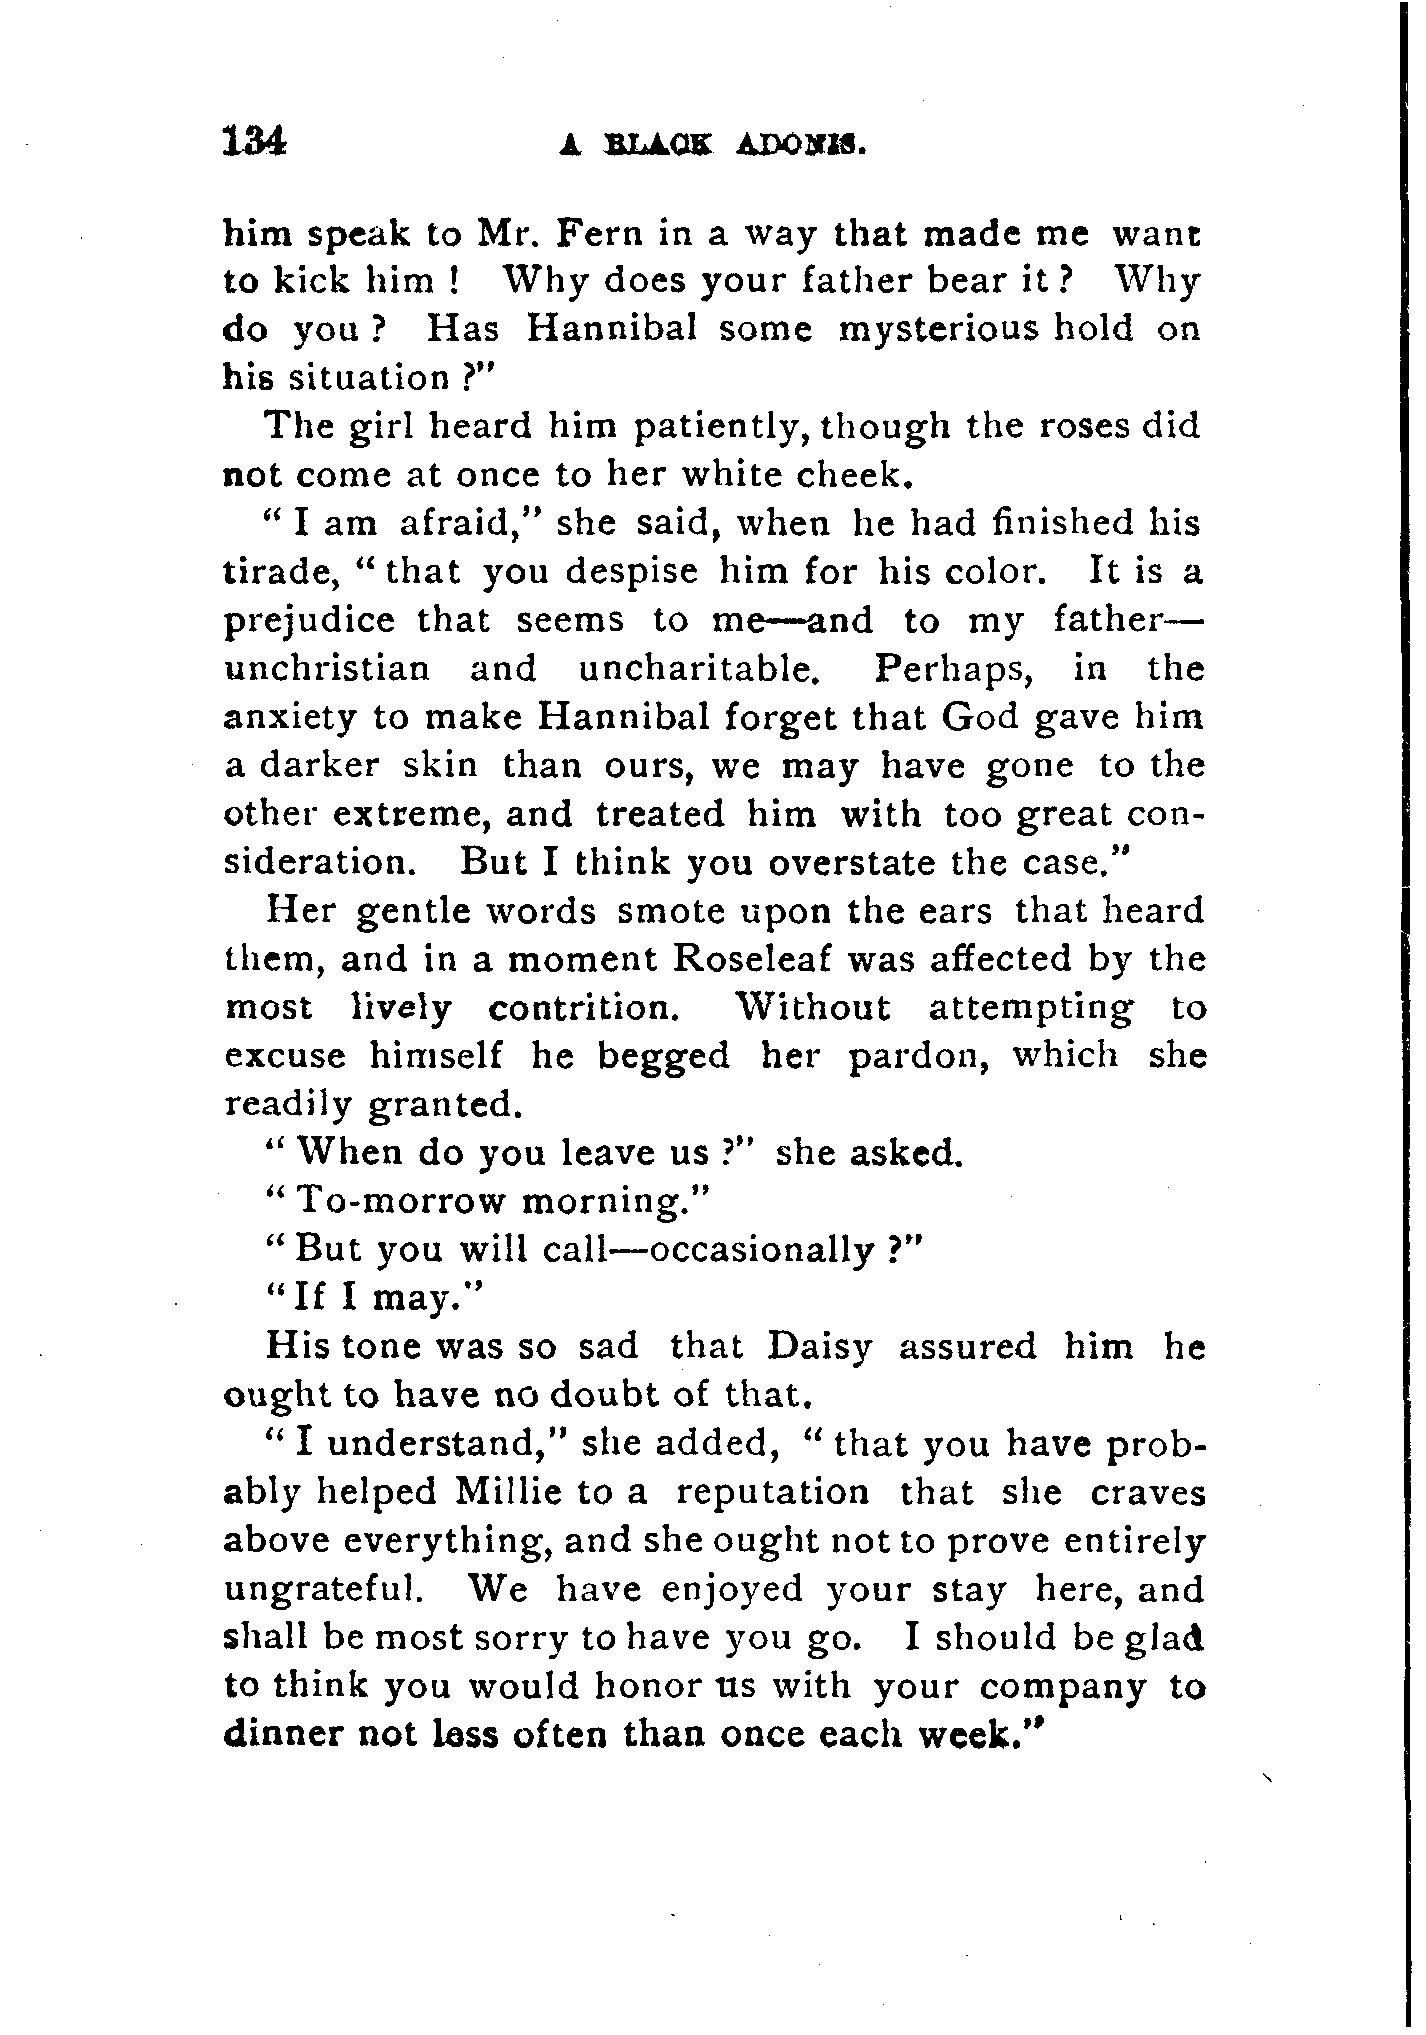 134 A BLACK ADONIS.
him speak to Mr. Fern in a way that made me want
to kick him ! Why does your father bear it ? Why
do you ? Has Hannibal some mysterious hold on
his situation ?"
The girl heard him patiently, though the roses did
not come at once to her white cheek.
" I am afraid," she said, when he had finished his
tirade, " that you despise him for his color. It is a
prejudice that seems to me—and to my father—
unchristian and uncharitable. Perhaps, in the
anxiety to make Hannibal forget that God gave him
a darker skin than ours, we may have gone to the
other extreme, and treated him with too great con-
sideration. But I think you overstate the case."
Her gentle words smote upon the ears that heard
them, and in a moment Roseleaf was affected by the
most lively contrition. Without attempting to
excuse himself he begged her pardon, which she
readily granted.
" When do you leave us ?" she asked.
" To-morrow morning."
" But you will call—occasionally ?"
" If I may."
His tone was so sad that Daisy assured him he
ought to have no doubt of that.
" I understand," she added, " that you have prob-
ably helped Millie to a reputation that she craves
above everything, and she ought not to prove entirely
ungrateful. We have enjoyed your stay here, and
shall be most sorry to have you go. I should be glad
to think you would honor us with your company to
dinner not less often than once each week."